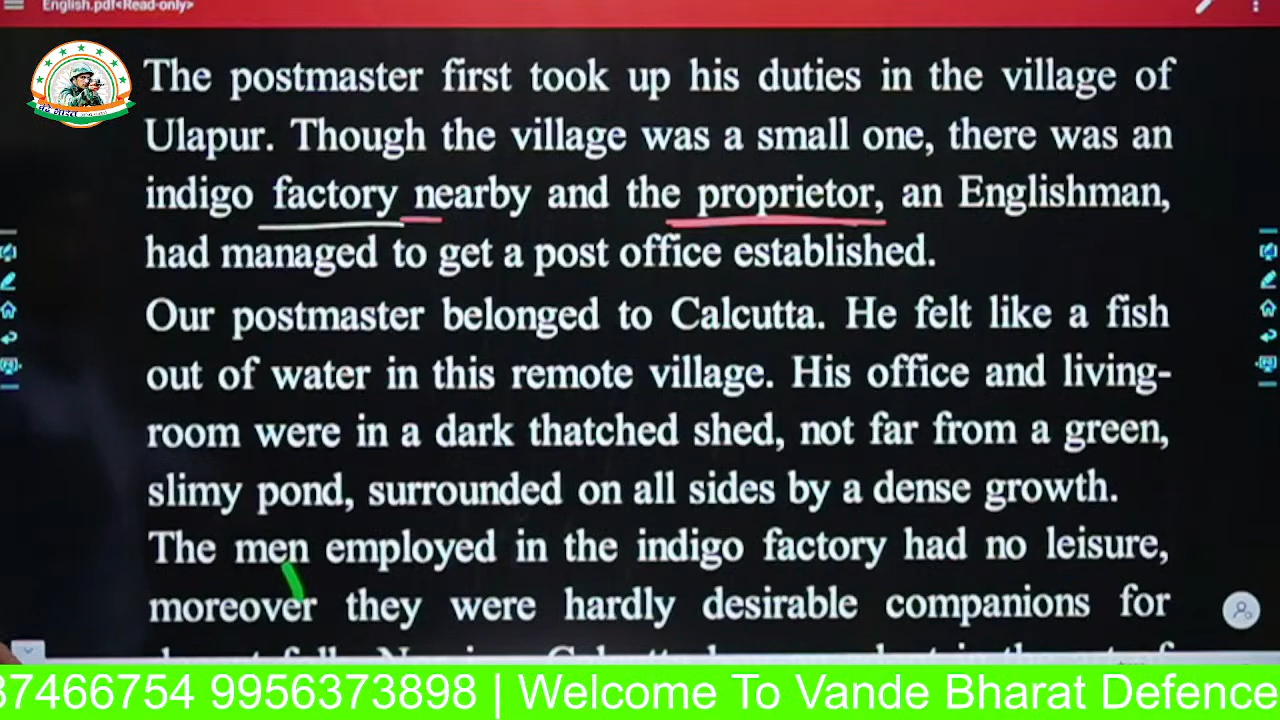 English.pdf<Read-only>
The postmaster first took up his duties in the village of
Ulapur. Though the village was a small one, there was an
indigo factory nearby and the proprietor, an Englishman,
had managed to get a post office established.
Our postmaster belonged to Calcutta. He felt like a fish
out of water in this remote village. His office and living-
room were in a dark thatched shed, not far from a green,
slimy pond, surrounded on all sides by a dense growth.
The men employed in the indigo factory had no leisure,
moreover they were hardly desirable companions for
37466754 9956373898 | Welcome To Vande Bharat Defence